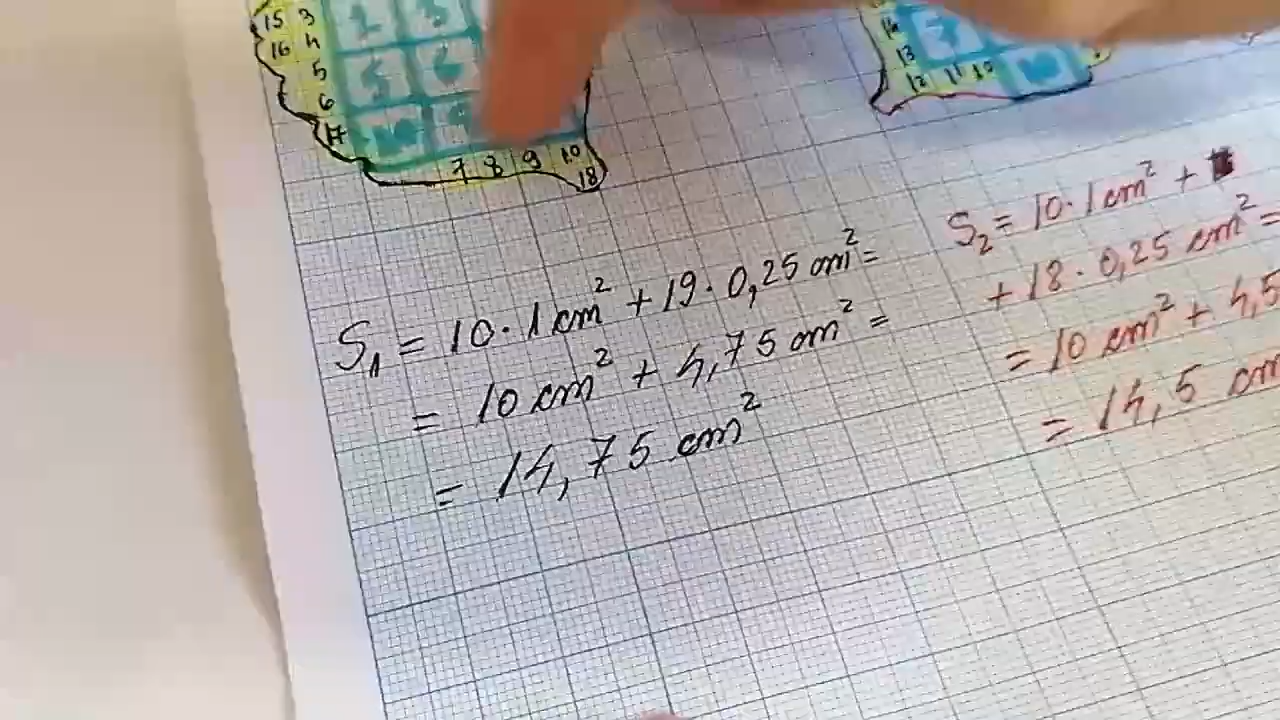 15 3
16 4
5
6
17
7 8 9 10
18
13
12 11 10
S₁ = 10 · 1 cm² + 19 · 0,25 cm² =
= 10 cm² + 4,75 cm² =
= 14,75 cm²
S₂ = 10 · 1 cm² +
+ 18 · 0,25 cm² =
= 10 cm² + 4,5
= 14,5 cm